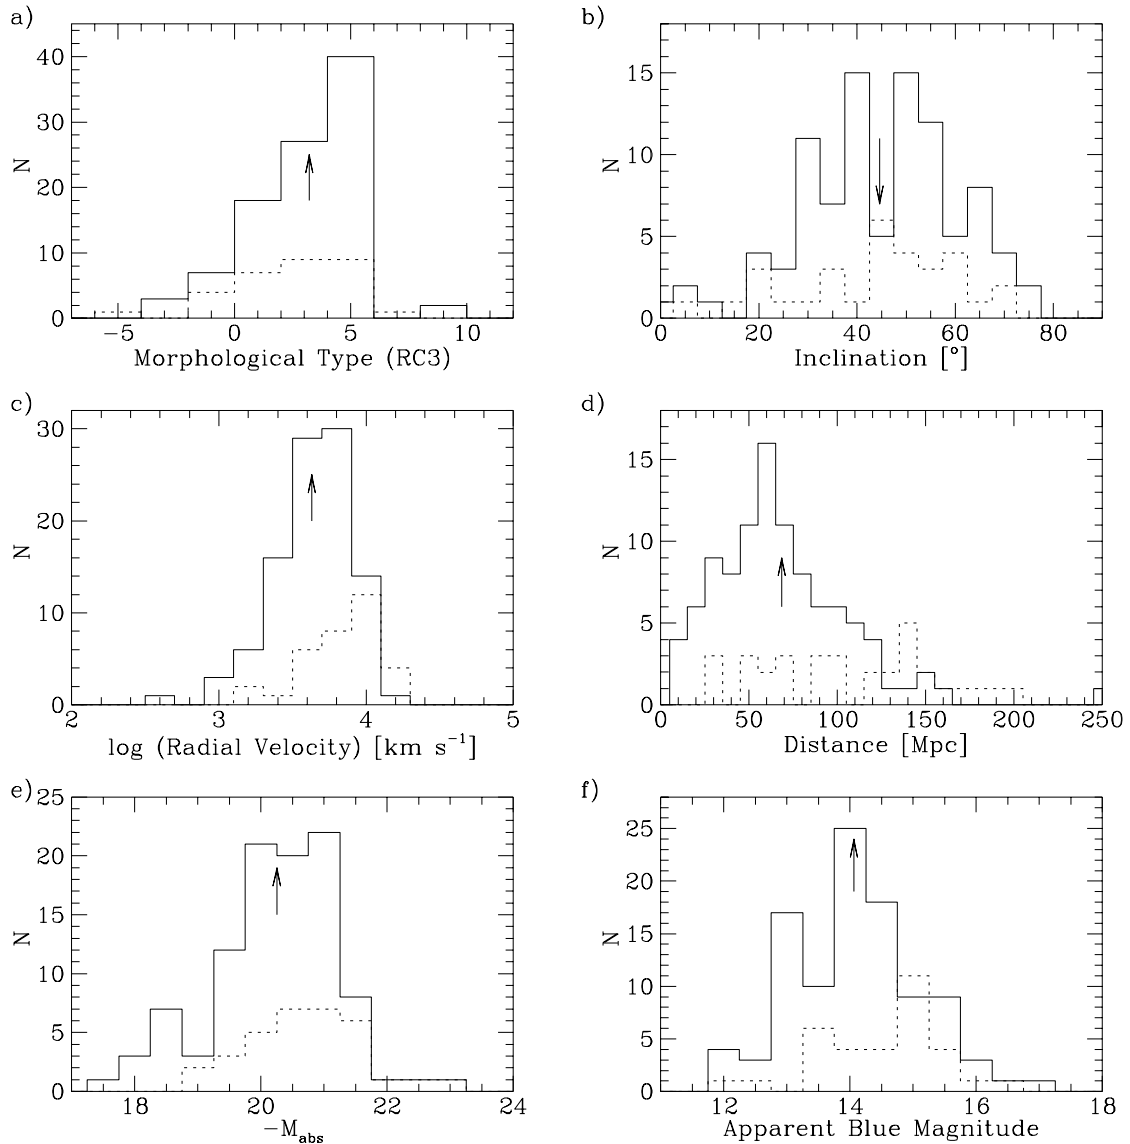 a)
40
30
20
10
0
N
−5 0 5 10
Morphological Type (RC3)
b)
15
10
5
0
N
20 40 60 80
Inclination [°]
c)
30
20
10
0
N
2 3 4 5
log (Radial Velocity) [km s⁻¹]
d)
15
10
5
0
N
0 50 100 150 200 250
Distance [Mpc]
e)
25
20
15
10
5
0
N
18 20 22 24
−M_abs
f)
25
20
15
10
5
0
N
12 14 16 18
Apparent Blue Magnitude